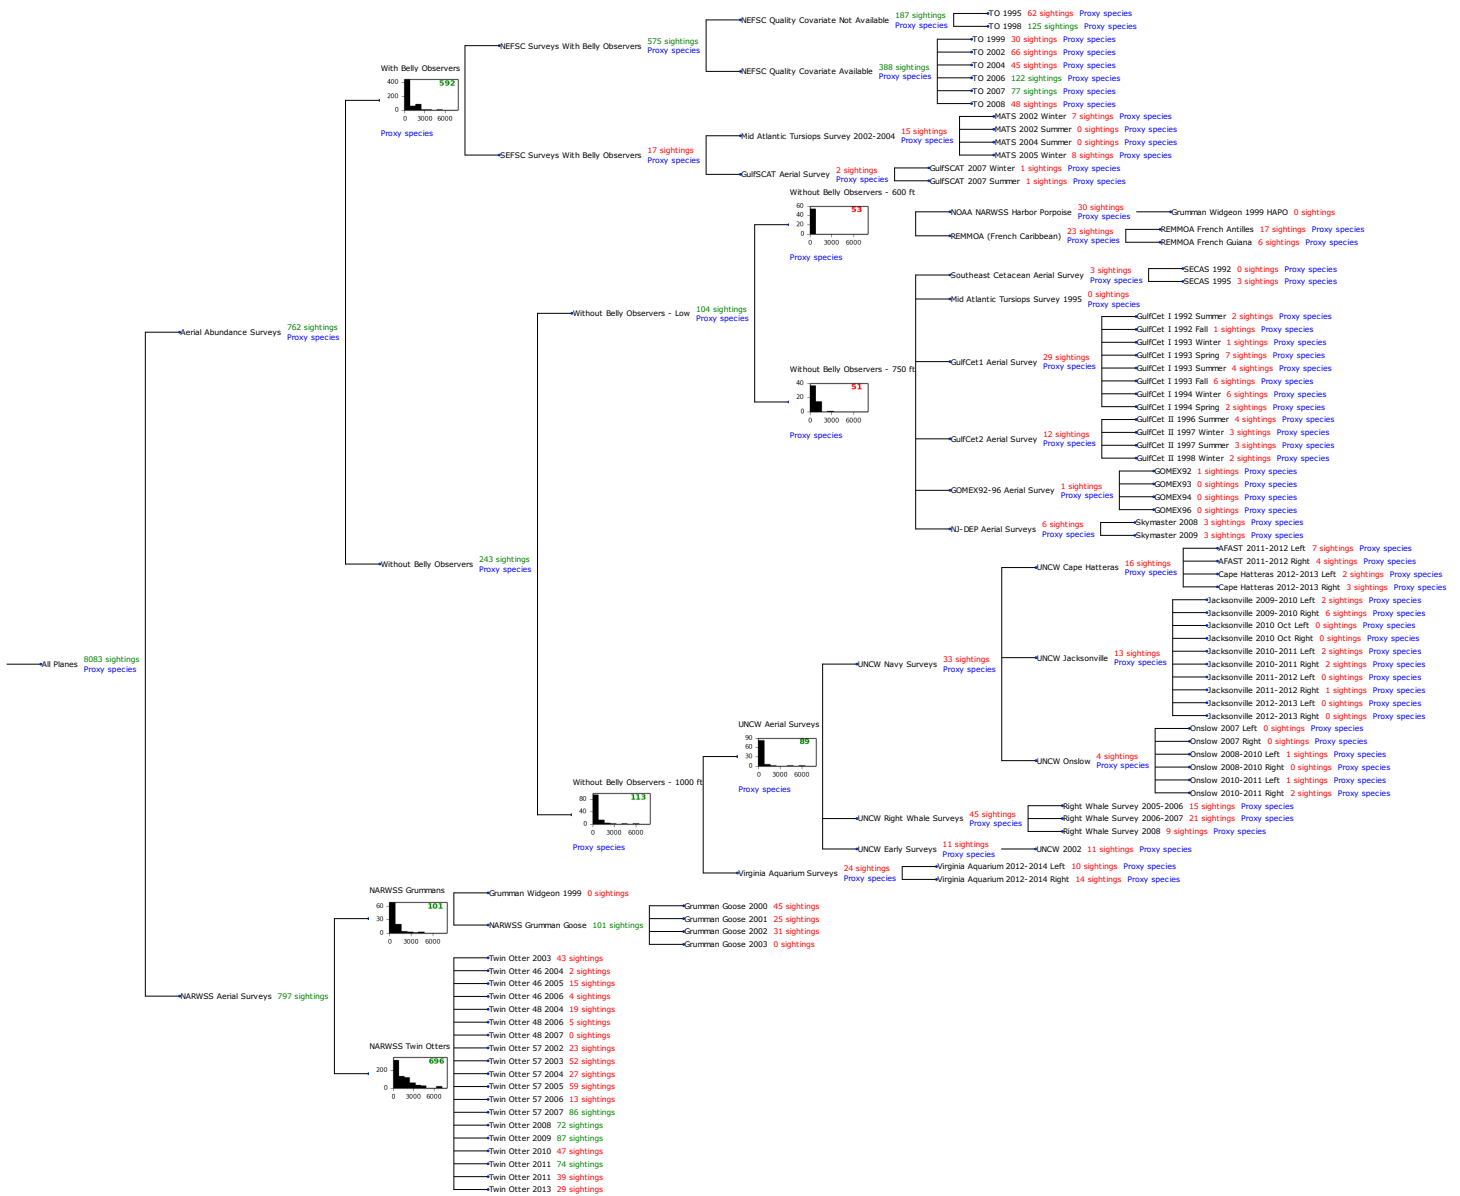 NEFSC Quality Covariate Not Available 187 sightings Proxy species
TO 1995 62 sightings Proxy species
TO 1998 125 sightings Proxy species
NEFSC Surveys With Belly Observers 575 sightings Proxy species
TO 1999 30 sightings Proxy species
TO 2002 66 sightings Proxy species
TO 2004 45 sightings Proxy species
NEFSC Quality Covariate Available 388 sightings Proxy species
TO 2006 122 sightings Proxy species
TO 2007 77 sightings Proxy species
TO 2008 48 sightings Proxy species
With Belly Observers
592
400
200
0
0 3000 6000
Proxy species
MATS 2002 Winter 7 sightings Proxy species
MATS 2002 Summer 0 sightings Proxy species
Mid Atlantic Tursiops Survey 2002-2004 15 sightings Proxy species
MATS 2004 Summer 0 sightings Proxy species
MATS 2005 Winter 8 sightings Proxy species
SEFSC Surveys With Belly Observers 17 sightings Proxy species
GulfSCAT Aerial Survey 2 sightings Proxy species
GulfSCAT 2007 Winter 1 sightings Proxy species
GulfSCAT 2007 Summer 1 sightings Proxy species
Without Belly Observers - 600 ft
53
60
40
20
0
0 3000 6000
Proxy species
NOAA NARWSS Harbor Porpoise 30 sightings Proxy species
Grumman Widgeon 1999 HAPO 0 sightings
REMMOA (French Caribbean) 23 sightings Proxy species
REMMOA French Antilles 17 sightings Proxy species
REMMOA French Guiana 6 sightings Proxy species
Southeast Cetacean Aerial Survey 3 sightings Proxy species
SECAS 1992 0 sightings Proxy species
SECAS 1995 3 sightings Proxy species
Mid Atlantic Tursiops Survey 1995 0 sightings Proxy species
Without Belly Observers - Low 104 sightings Proxy species
Aerial Abundance Surveys 762 sightings Proxy species
GulfCet I 1992 Summer 2 sightings Proxy species
GulfCet I 1992 Fall 1 sightings Proxy species
GulfCet I 1993 Winter 1 sightings Proxy species
GulfCet I 1993 Spring 7 sightings Proxy species
GulfCet1 Aerial Survey 29 sightings Proxy species
GulfCet I 1993 Summer 4 sightings Proxy species
GulfCet I 1993 Fall 6 sightings Proxy species
GulfCet I 1994 Winter 6 sightings Proxy species
GulfCet I 1994 Spring 2 sightings Proxy species
Without Belly Observers - 750 ft
51
40
20
0
0 3000 6000
Proxy species
GulfCet II 1996 Summer 4 sightings Proxy species
GulfCet II 1997 Winter 3 sightings Proxy species
GulfCet2 Aerial Survey 12 sightings Proxy species
GulfCet II 1997 Summer 3 sightings Proxy species
GulfCet II 1998 Winter 2 sightings Proxy species
GOMEX92 1 sightings Proxy species
GOMEX93 0 sightings Proxy species
GOMEX92-96 Aerial Survey 1 sightings Proxy species
GOMEX94 0 sightings Proxy species
GOMEX96 0 sightings Proxy species
NJ-DEP Aerial Surveys 6 sightings Proxy species
Skymaster 2008 3 sightings Proxy species
Skymaster 2009 3 sightings Proxy species
Without Belly Observers 243 sightings Proxy species
AFAST 2011-2012 Left 7 sightings Proxy species
AFAST 2011-2012 Right 4 sightings Proxy species
UNCW Cape Hatteras 16 sightings Proxy species
Cape Hatteras 2012-2013 Left 2 sightings Proxy species
Cape Hatteras 2012-2013 Right 3 sightings Proxy species
Jacksonville 2009-2010 Left 2 sightings Proxy species
Jacksonville 2009-2010 Right 6 sightings Proxy species
Jacksonville 2010 Oct Left 0 sightings Proxy species
Jacksonville 2010 Oct Right 0 sightings Proxy species
Jacksonville 2010-2011 Left 2 sightings Proxy species
UNCW Jacksonville 13 sightings Proxy species
Jacksonville 2010-2011 Right 2 sightings Proxy species
Jacksonville 2011-2012 Left 0 sightings Proxy species
Jacksonville 2011-2012 Right 1 sightings Proxy species
Jacksonville 2012-2013 Left 0 sightings Proxy species
Jacksonville 2012-2013 Right 0 sightings Proxy species
UNCW Navy Surveys 33 sightings Proxy species
All Planes 8083 sightings Proxy species
Onslow 2007 Left 0 sightings Proxy species
Onslow 2007 Right 0 sightings Proxy species
Onslow 2008-2010 Left 1 sightings Proxy species
UNCW Onslow 4 sightings Proxy species
Onslow 2008-2010 Right 0 sightings Proxy species
Onslow 2010-2011 Left 1 sightings Proxy species
Onslow 2010-2011 Right 2 sightings Proxy species
UNCW Aerial Surveys
89
90
60
30
0
0 3000 6000
Proxy species
Without Belly Observers - 1000 ft
113
80
40
0
0 3000 6000
Proxy species
Right Whale Survey 2005-2006 15 sightings Proxy species
UNCW Right Whale Surveys 45 sightings Proxy species
Right Whale Survey 2006-2007 21 sightings Proxy species
Right Whale Survey 2008 9 sightings Proxy species
UNCW Early Surveys 11 sightings Proxy species
UNCW 2002 11 sightings Proxy species
Virginia Aquarium Surveys 24 sightings Proxy species
Virginia Aquarium 2012-2014 Left 10 sightings Proxy species
Virginia Aquarium 2012-2014 Right 14 sightings Proxy species
NARWSS Grummans
101
60
30
0
0 3000 6000
Grumman Widgeon 1999 0 sightings
NARWSS Grumman Goose 101 sightings
Grumman Goose 2000 45 sightings
Grumman Goose 2001 25 sightings
Grumman Goose 2002 31 sightings
Grumman Goose 2003 0 sightings
NARWSS Aerial Surveys 797 sightings
Twin Otter 2003 43 sightings
Twin Otter 46 2004 2 sightings
Twin Otter 46 2005 15 sightings
Twin Otter 46 2006 4 sightings
Twin Otter 48 2004 19 sightings
Twin Otter 48 2006 5 sightings
Twin Otter 48 2007 0 sightings
NARWSS Twin Otters
696
200
0
0 3000 6000
Twin Otter 57 2002 23 sightings
Twin Otter 57 2003 52 sightings
Twin Otter 57 2004 27 sightings
Twin Otter 57 2005 59 sightings
Twin Otter 57 2006 13 sightings
Twin Otter 57 2007 86 sightings
Twin Otter 2008 72 sightings
Twin Otter 2009 87 sightings
Twin Otter 2010 47 sightings
Twin Otter 2011 74 sightings
Twin Otter 2011 39 sightings
Twin Otter 2013 29 sightings